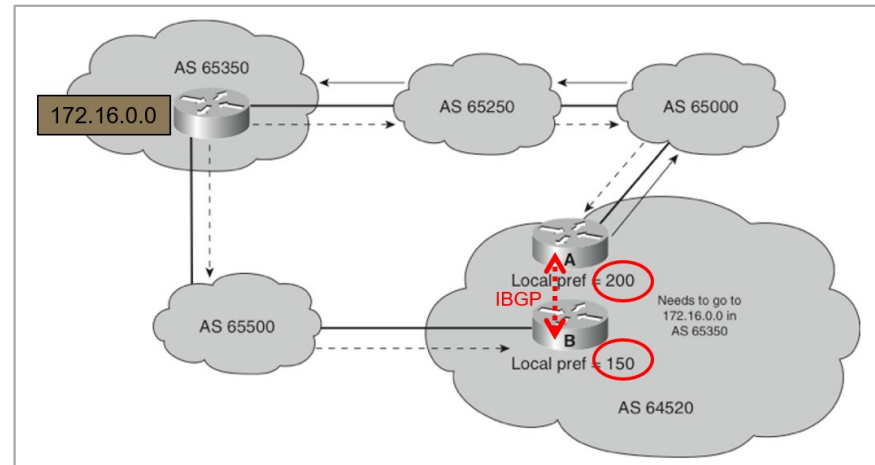 AS 65350
172.16.0.0
AS 65250
AS 65000
A
Local pref = 200
IBGP
Needs to go to
172.16.0.0 in
AS 65350
AS 65500
B
Local pref = 150
AS 64520